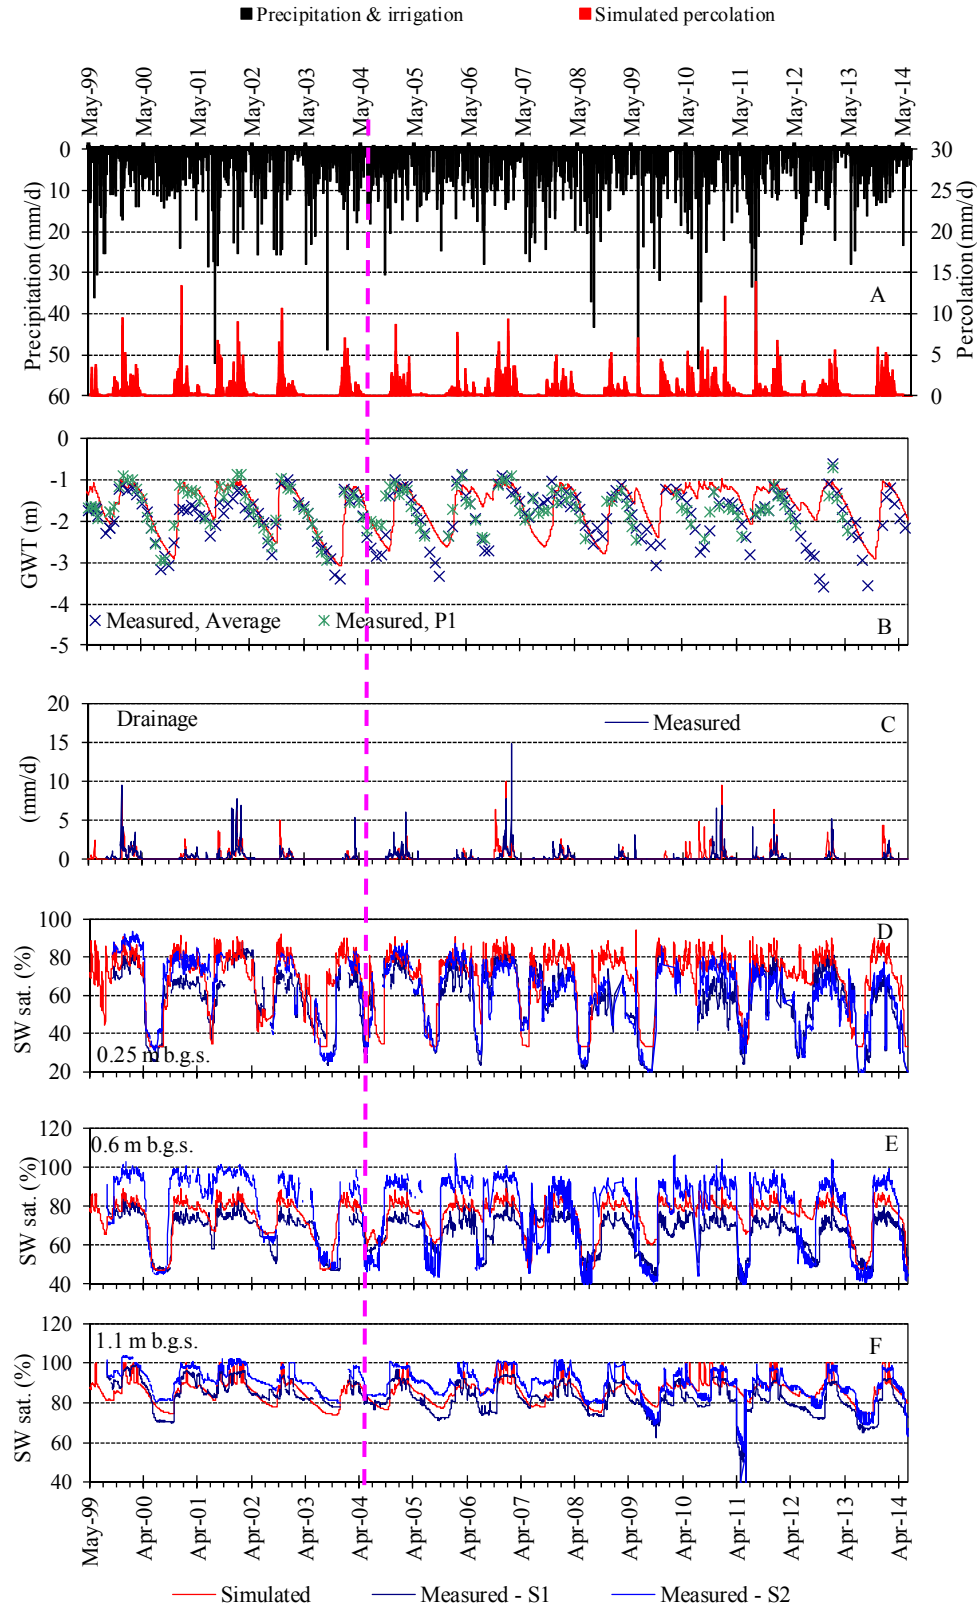 Precipitation & irrigation Simulated percolation
May-99 May-00 May-01 May-02 May-03 May-04 May-05 May-06 May-07 May-08 May-09 May-10 May-11 May-12 May-13 May-14
Precipitation (mm/d)
0
10
20
30
40
50
60
30
25
20
15
10
5
0
Percolation (mm/d)
A
GWT (m)
0
-1
-2
-3
-4
-5
Measured, Average Measured, P1
B
(mm/d)
20
15
10
5
0
Drainage
Measured
C
SW sat. (%)
100
80
60
40
20
0.25 m b.g.s.
D
SW sat. (%)
120
100
80
60
40
0.6 m b.g.s.
E
SW sat. (%)
120
100
80
60
40
1.1 m b.g.s.
F
May-99 Apr-00 Apr-01 Apr-02 Apr-03 Apr-04 Apr-05 Apr-06 Apr-07 Apr-08 Apr-09 Apr-10 Apr-11 Apr-12 Apr-13 Apr-14
Simulated Measured - S1 Measured - S2